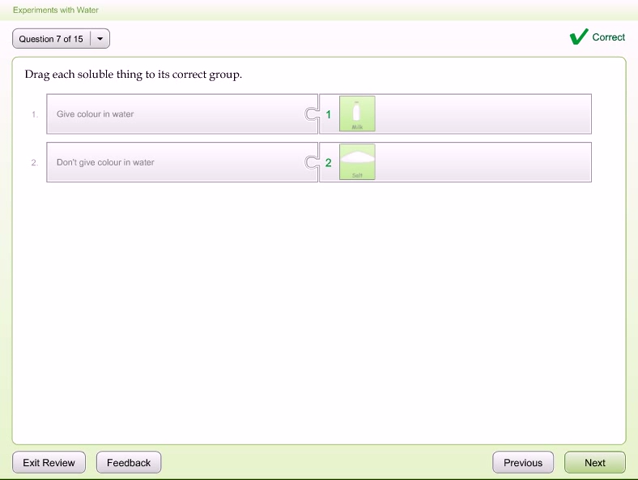 Experiments with Water
Question 7 of 15
Correct
Drag each soluble thing to its correct group.
1. Give colour in water 1 Milk
2. Don't give colour in water 2 Salt
Exit Review Feedback Previous Next